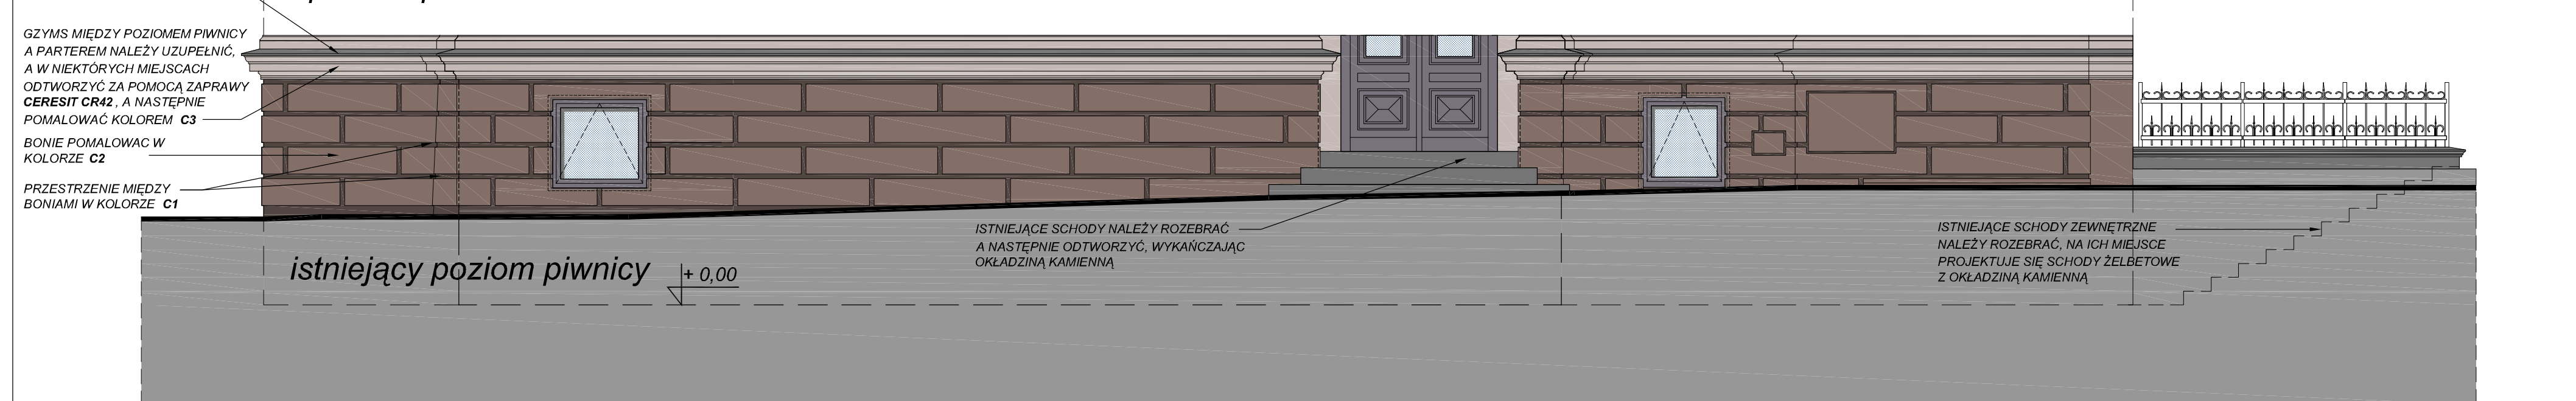 GZYMS MIĘDZY POZIOMEM PIWNICY
A PARTEREM NALEŻY UZUPEŁNIĆ,
A W NIEKTÓRYCH MIEJSCACH
ODTWORZYĆ ZA POMOCĄ ZAPRAWY
CERESIT CR42 , A NASTĘPNIE
POMALOWAĆ KOLOREM C3
BONIE POMALOWAC W
KOLORZE C2
PRZESTRZENIE MIĘDZY
BONIAMI W KOLORZE C1
istniejący poziom piwnicy
+ 0,00
ISTNIEJĄCE SCHODY NALEŻY ROZEBRAĆ
A NASTĘPNIE ODTWORZYĆ, WYKAŃCZAJĄC
OKŁADZINĄ KAMIENNĄ
ISTNIEJĄCE SCHODY ZEWNĘTRZNE
NALEŻY ROZEBRAĆ, NA ICH MIEJSCE
PROJEKTUJE SIĘ SCHODY ŻELBETOWE
Z OKŁADZINĄ KAMIENNĄ